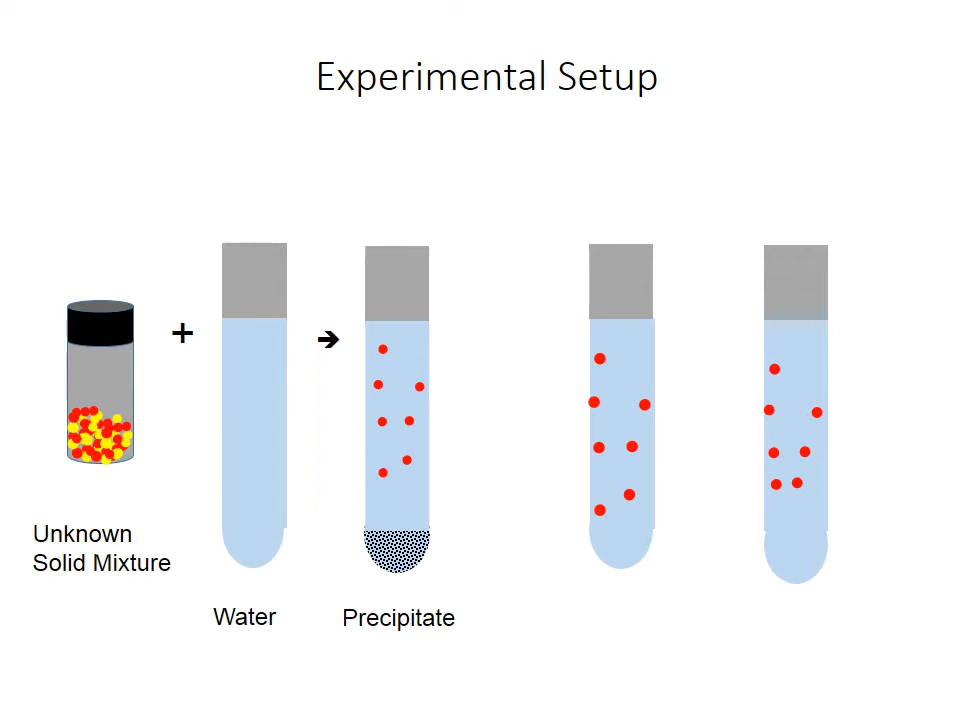 Experimental Setup
+
➔
Unknown
Solid Mixture
Water
Precipitate